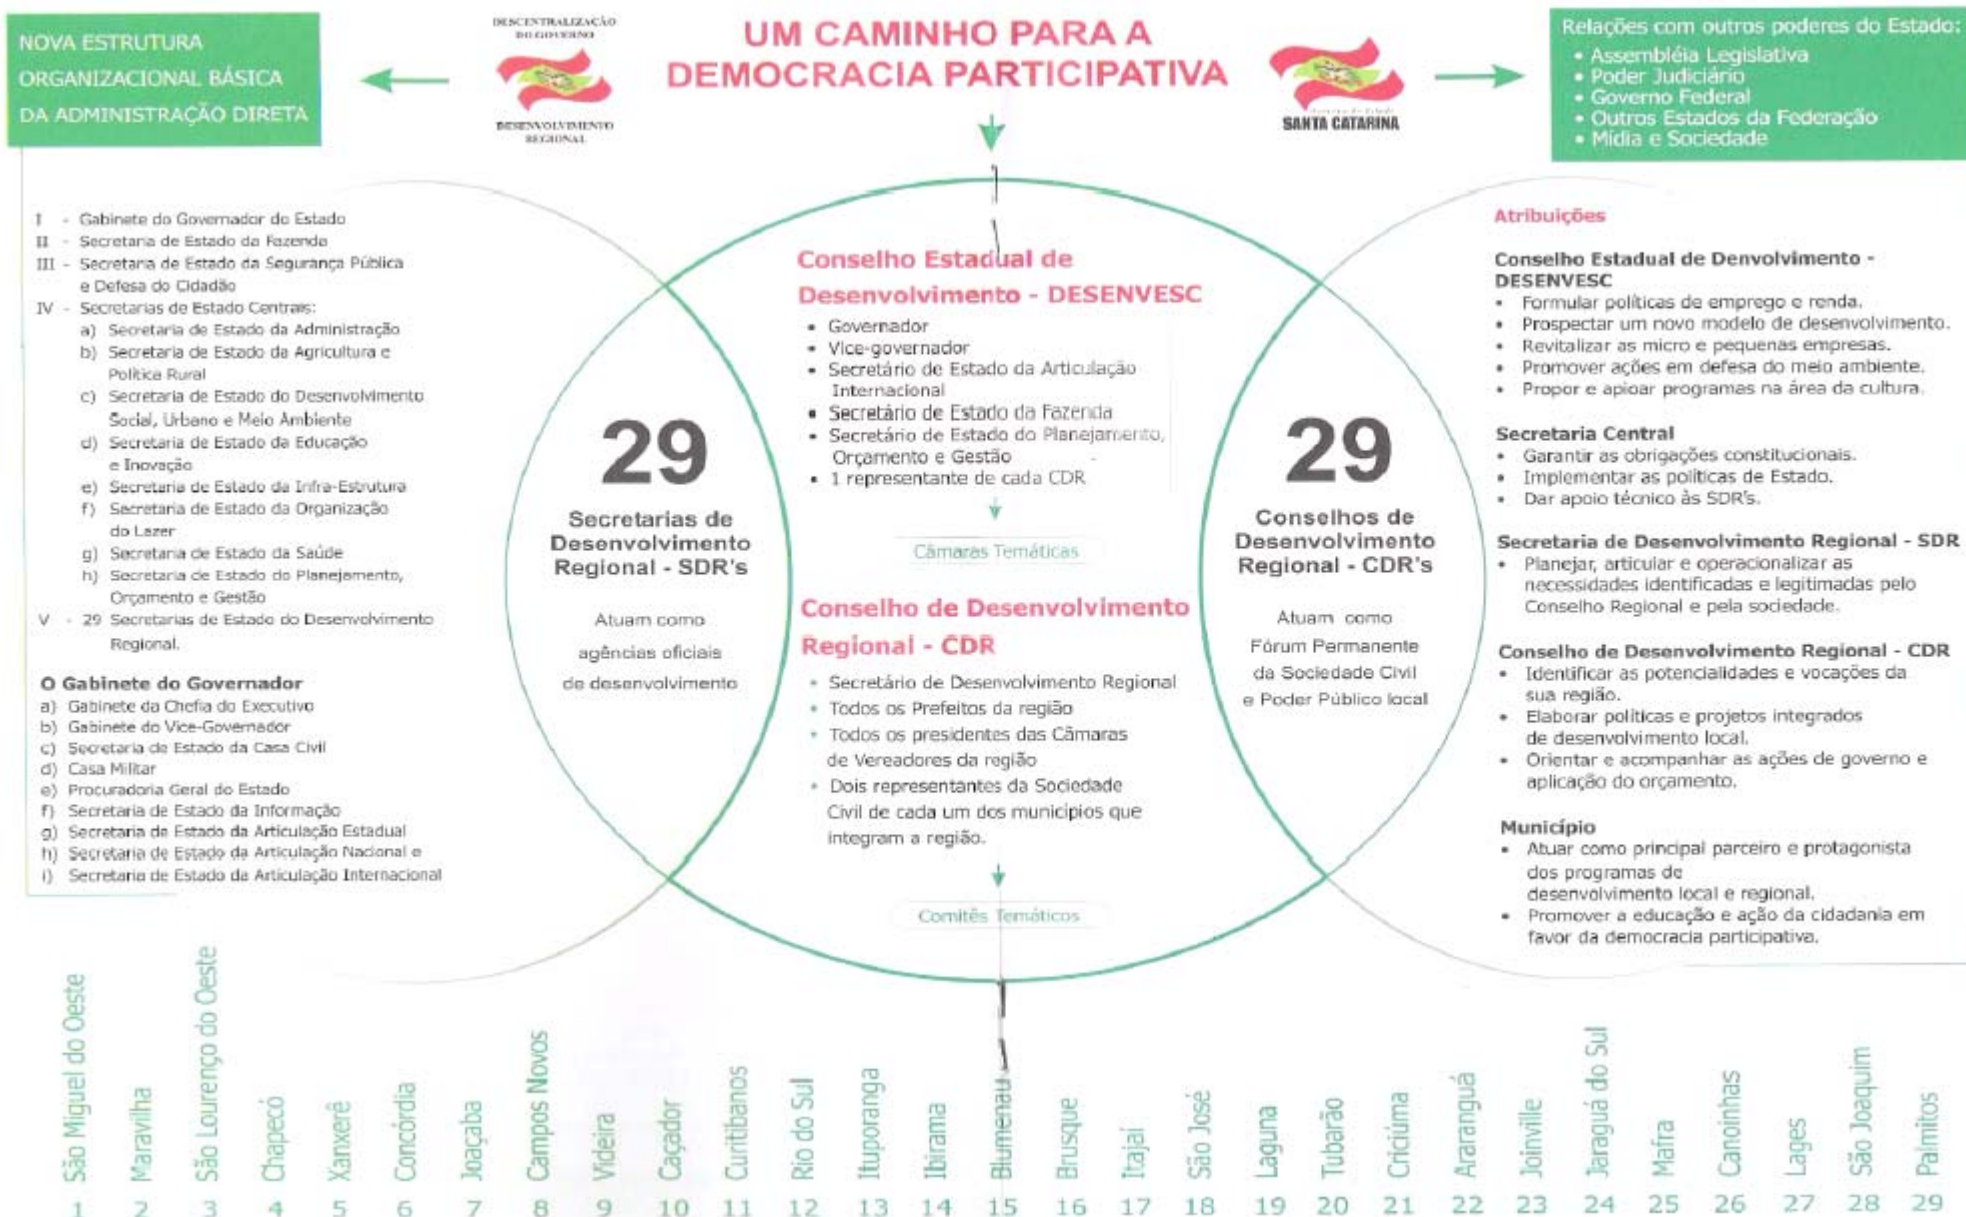 NOVA ESTRUTURA
ORGANIZACIONAL BÁSICA
DA ADMINISTRAÇÃO DIRETA
DESCENTRALIZAÇÃO
DO GOVERNO
DESENVOLVIMENTO
REGIONAL
UM CAMINHO PARA A
DEMOCRACIA PARTICIPATIVA
Governo do Estado
SANTA CATARINA
Relações com outros poderes do Estado:
• Assembléia Legislativa
• Poder Judiciário
• Governo Federal
• Outros Estados da Federação
• Mídia e Sociedade
I - Gabinete do Governador do Estado
II - Secretaria de Estado da Fazenda
III - Secretaria de Estado da Segurança Pública
e Defesa do Cidadão
IV - Secretarias de Estado Centrais:
a) Secretaria de Estado da Administração
b) Secretaria de Estado da Agricultura e
Política Rural
c) Secretaria de Estado do Desenvolvimento
Social, Urbano e Meio Ambiente
d) Secretaria de Estado da Educação
e Inovação
e) Secretaria de Estado da Infra-Estrutura
f) Secretaria de Estado da Organização
do Lazer
g) Secretaria de Estado da Saúde
h) Secretaria de Estado do Planejamento,
Orçamento e Gestão
V - 29 Secretarias de Estado do Desenvolvimento
Regional.
O Gabinete do Governador
a) Gabinete da Chefia do Executivo
b) Gabinete do Vice-Governador
c) Secretaria de Estado da Casa Civil
d) Casa Militar
e) Procuradoria Geral do Estado
f) Secretaria de Estado da Informação
g) Secretaria de Estado da Articulação Estadual
h) Secretaria de Estado da Articulação Nacional e
i) Secretaria de Estado da Articulação Internacional
29
Secretarias de
Desenvolvimento
Regional - SDR's
Atuam como
agências oficiais
de desenvolvimento
Conselho Estadual de
Desenvolvimento - DESENVESC
• Governador
• Vice-governador
• Secretário de Estado da Articulação
Internacional
• Secretário de Estado da Fazenda
• Secretário de Estado do Planejamento,
Orçamento e Gestão
• 1 representante de cada CDR
Câmaras Temáticas
Conselho de Desenvolvimento
Regional - CDR
• Secretário de Desenvolvimento Regional
• Todos os Prefeitos da região
• Todos os presidentes das Câmaras
de Vereadores da região
• Dois representantes da Sociedade
Civil de cada um dos municípios que
integram a região.
Comitês Temáticos
29
Conselhos de
Desenvolvimento
Regional - CDR's
Atuam como
Fórum Permanente
da Sociedade Civil
e Poder Público local
Atribuições
Conselho Estadual de Denvolvimento -
DESENVESC
• Formular políticas de emprego e renda.
• Prospectar um novo modelo de desenvolvimento.
• Revitalizar as micro e pequenas empresas.
• Promover ações em defesa do meio ambiente.
• Propor e apioar programas na área da cultura.
Secretaria Central
• Garantir as obrigações constitucionais.
• Implementar as políticas de Estado.
• Dar apoio técnico às SDR's.
Secretaria de Desenvolvimento Regional - SDR
• Planejar, articular e operacionalizar as
necessidades identificadas e legitimadas pelo
Conselho Regional e pela sociedade.
Conselho de Desenvolvimento Regional - CDR
• Identificar as potencialidades e vocações da
sua região.
• Elaborar políticas e projetos integrados
de desenvolvimento local.
• Orientar e acompanhar as ações de governo e
aplicação do orçamento.
Município
• Atuar como principal parceiro e protagonista
dos programas de
desenvolvimento local e regional.
• Promover a educação e ação da cidadania em
favor da democracia participativa.
1 São Miguel do Oeste
2 Maravilha
3 São Lourenço do Oeste
4 Chapecó
5 Xanxerê
6 Concórdia
7 Joaçaba
8 Campos Novos
9 Videira
10 Caçador
11 Curitibanos
12 Rio do Sul
13 Ituporanga
14 Ibirama
15 Blumenau
16 Brusque
17 Itajaí
18 São José
19 Laguna
20 Tubarão
21 Criciúma
22 Araranguá
23 Joinville
24 Jaraguá do Sul
25 Mafra
26 Canoinhas
27 Lages
28 São Joaquim
29 Palmitos